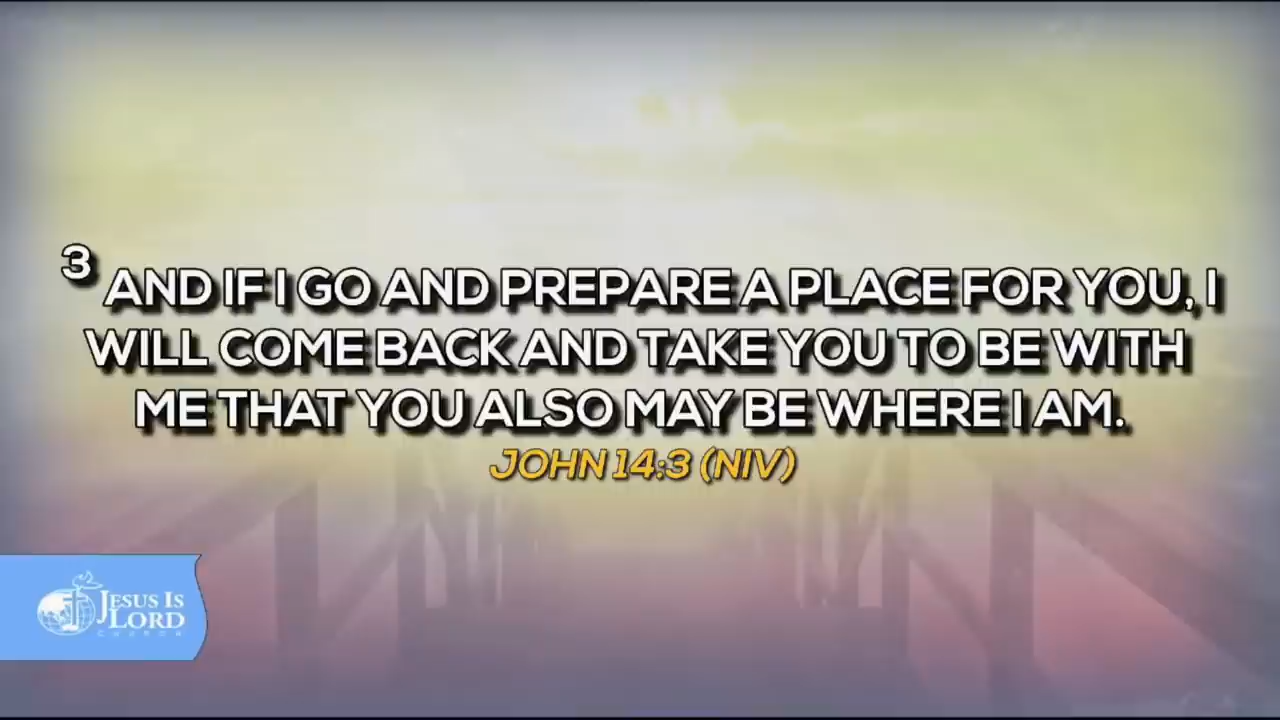 3 AND IF I GO AND PREPARE A PLACE FOR YOU, I
WILL COME BACK AND TAKE YOU TO BE WITH
ME THAT YOU ALSO MAY BE WHERE I AM.
JOHN 14:3 (NIV)
JESUS IS
LORD
CHURCH